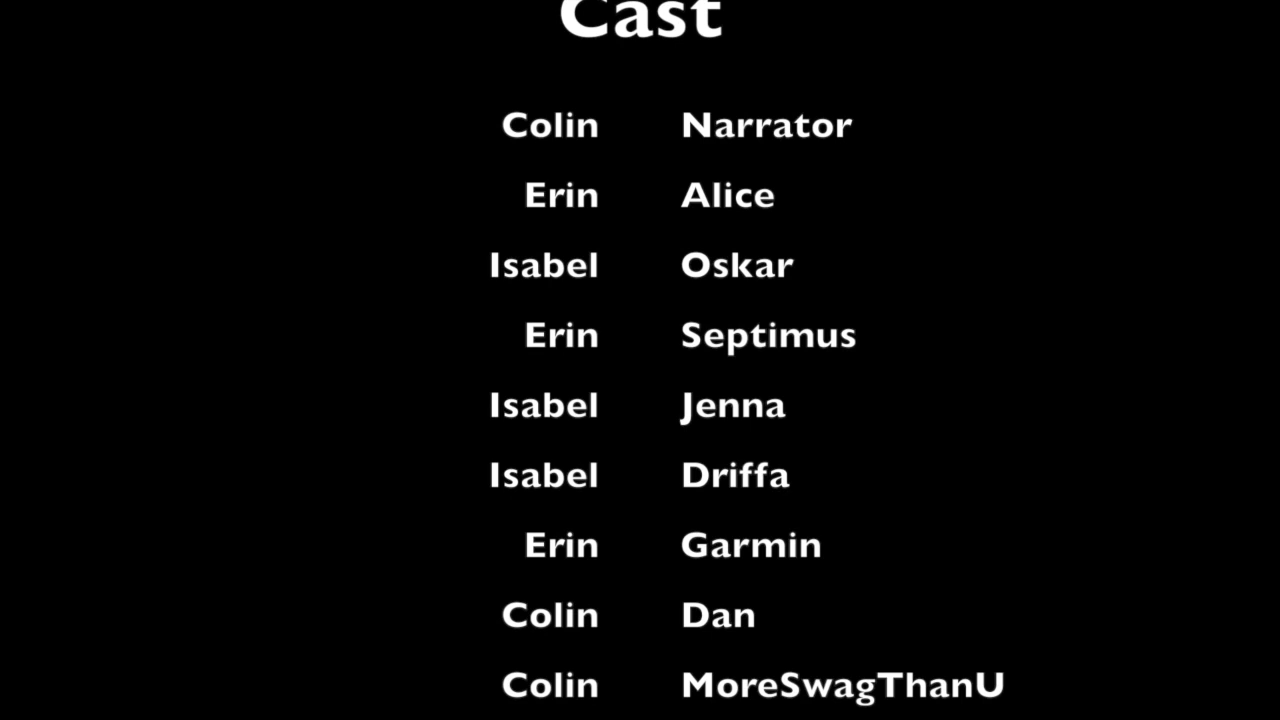 Cast
Colin Narrator
Erin Alice
Isabel Oskar
Erin Septimus
Isabel Jenna
Isabel Driffa
Erin Garmin
Colin Dan
Colin MoreSwagThanU